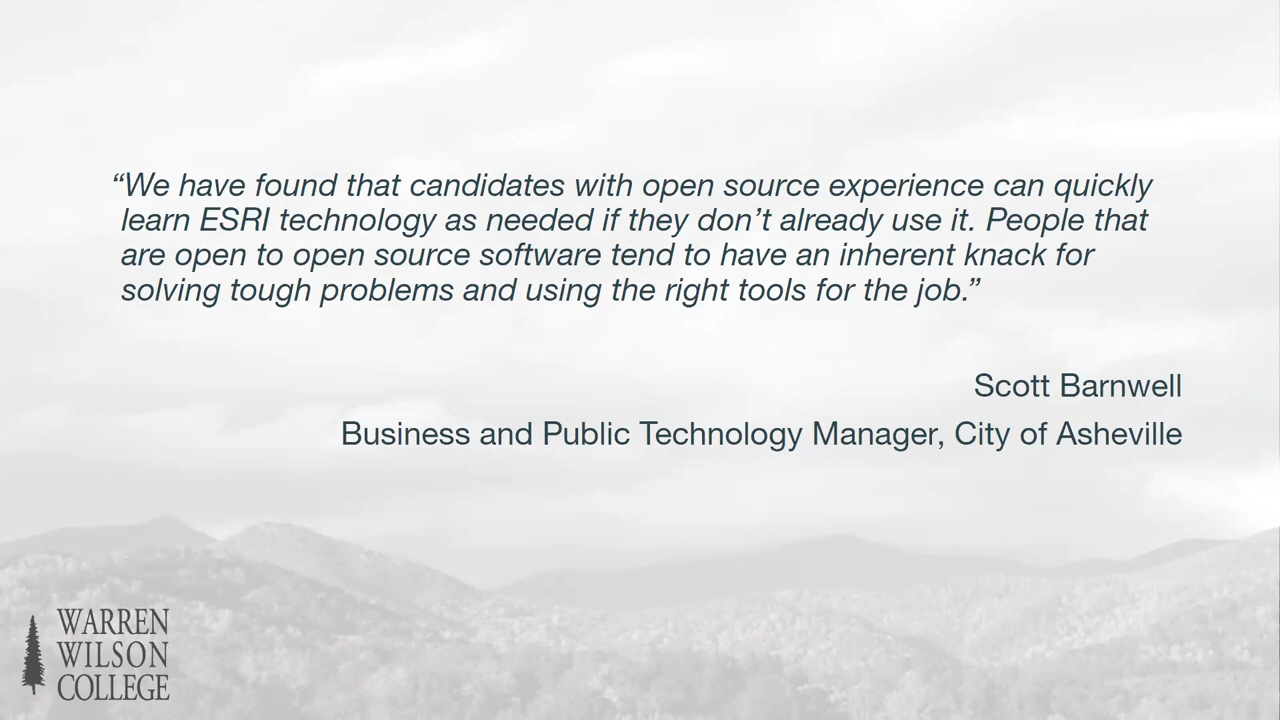 “We have found that candidates with open source experience can quickly
learn ESRI technology as needed if they don’t already use it. People that
are open to open source software tend to have an inherent knack for
solving tough problems and using the right tools for the job.”
Scott Barnwell
Business and Public Technology Manager, City of Asheville
WARREN
WILSON
COLLEGE